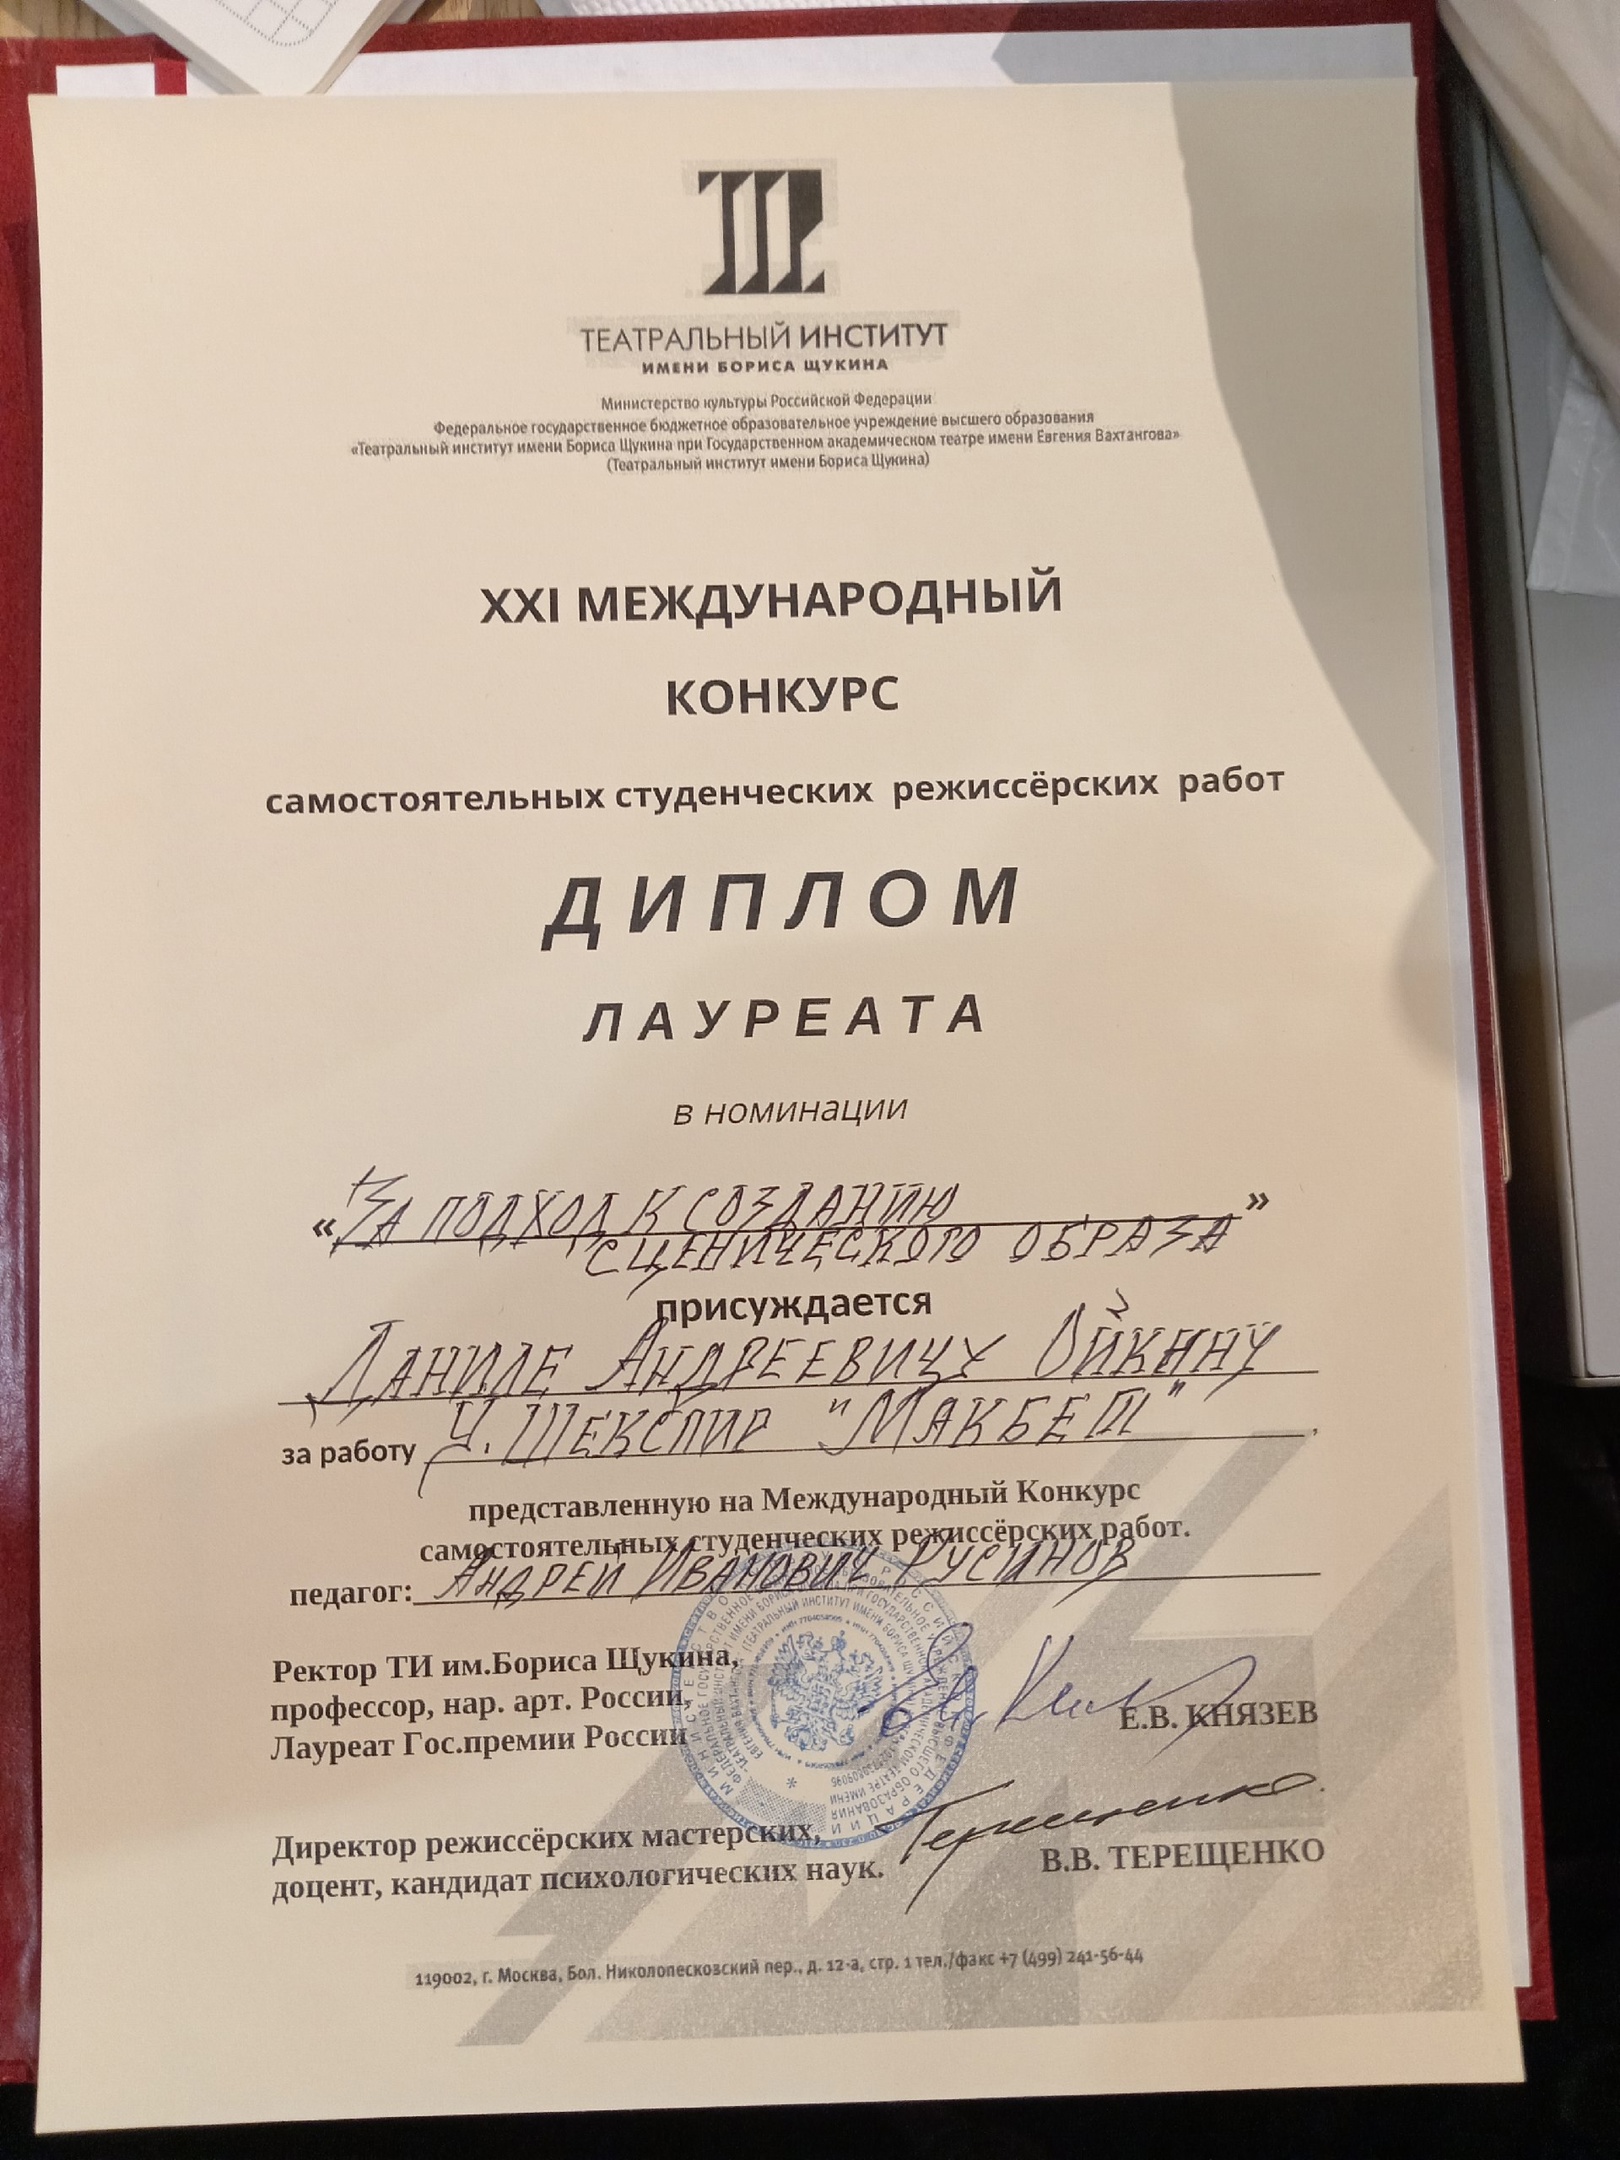 ТЕАТРАЛЬНЫЙ ИНСТИТУТ
ИМЕНИ БОРИСА ЩУКИНА
Министерство культуры Российской Федерации
Федеральное государственное бюджетное образовательное учреждение высшего образования
«Театральный институт имени Бориса Щукина при Государственном академическом театре имени Евгения Вахтангова»
(Театральный институт имени Бориса Щукина)
XXI МЕЖДУНАРОДНЫЙ
КОНКУРС
самостоятельных студенческих режиссёрских работ
ДИПЛОМ
ЛАУРЕАТА
в номинации
«ЗА ПОДХОД К СОЗДАНИЮ
СЦЕНИЧЕСКОГО ОБРАЗА»
присуждается
ДАНИЛЕ АНДРЕЕВИЧУ ОЙКИНУ
за работу У. ШЕКСПИР "МАКБЕТ",
представленную на Международный Конкурс
самостоятельных студенческих режиссёрских работ.
педагог: АНДРЕЙ ИВАНОВИЧ РУСИНОВ
Ректор ТИ им.Бориса Щукина,
профессор, нар. арт. России,
Лауреат Гос.премии России
Е.В. КНЯЗЕВ
Директор режиссёрских мастерских,
доцент, кандидат психологических наук.
Терещенко
В.В. ТЕРЕЩЕНКО
119002, г. Москва, Бол. Николопесковский пер., д. 12-а, стр. 1 тел./факс +7 (499) 241-56-44